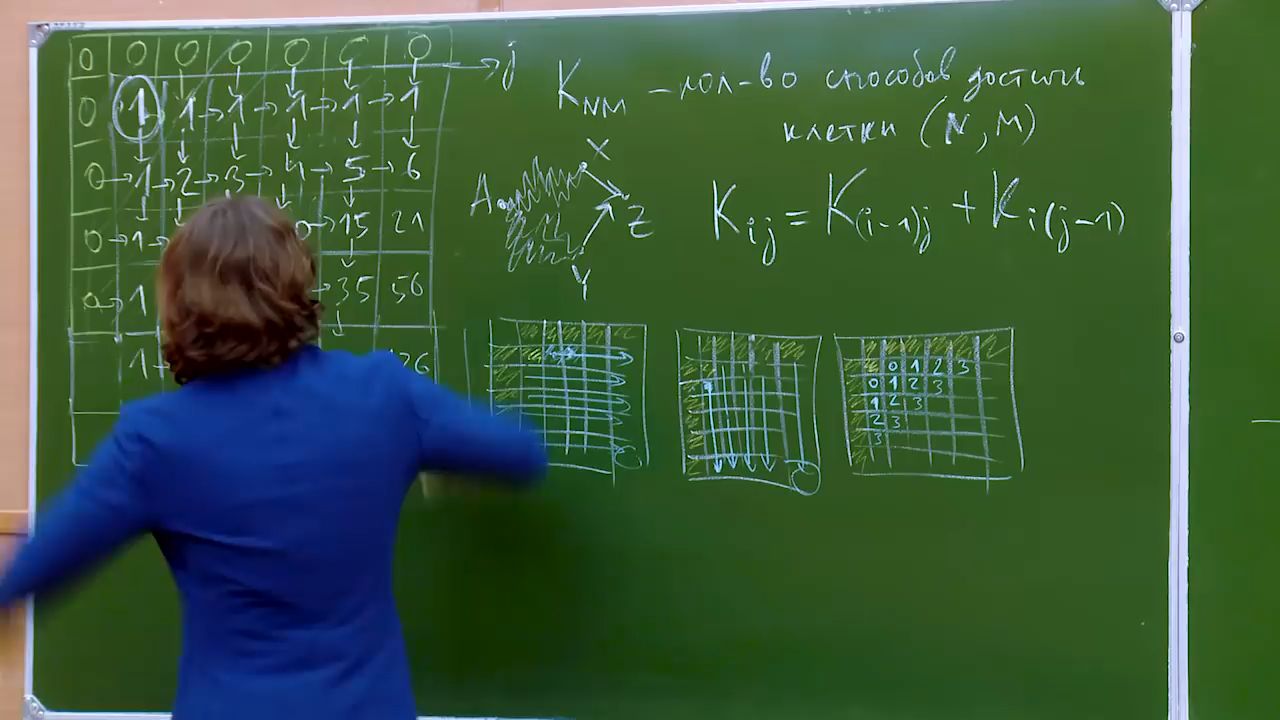 0 0 0 0 0 0 0 → j
0 1 → 1 → 1 → 1 → 1 → 1
0 → 1 → 2 → 3 → 4 → 5 → 6
0 → 1 → 15 21
0 → 1 → 35 56
1 → 126
K_NM – кол-во способов достичь
клетки (N, M)
X
A
Z
Y
K_ij = K_(i-1)j + K_i(j-1)
0 1 2 3
0 1 2 3
1 2 3
2 3
3